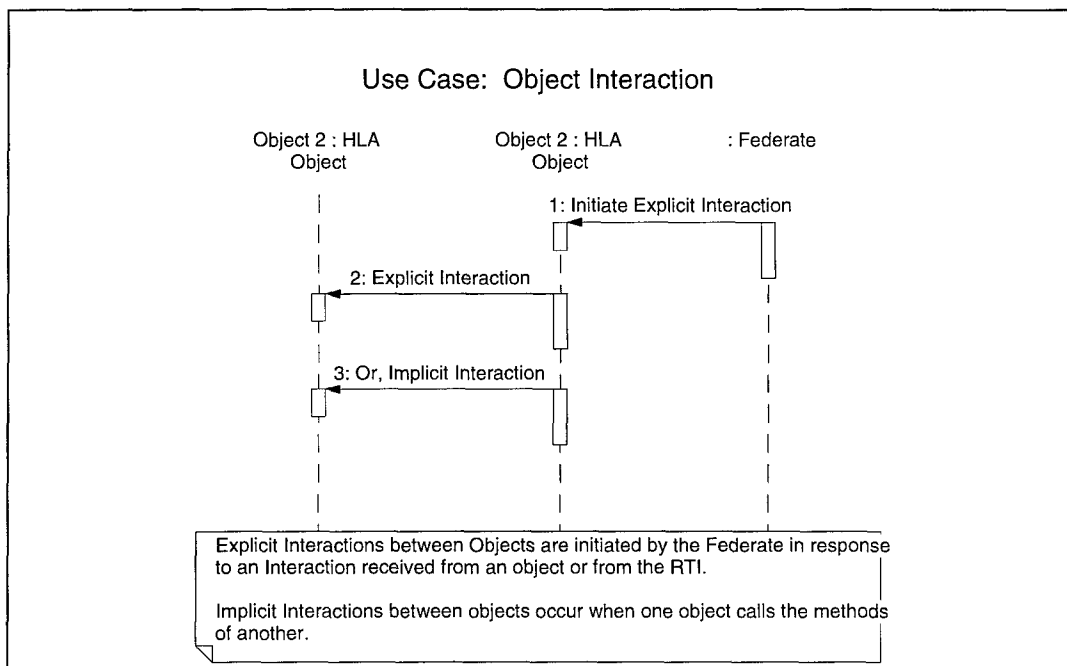 Use Case: Object Interaction
Object 2 : HLA
Object
Object 2 : HLA
Object
: Federate
1: Initiate Explicit Interaction
2: Explicit Interaction
3: Or, Implicit Interaction
Explicit Interactions between Objects are initiated by the Federate in response
to an Interaction received from an object or from the RTI.
Implicit Interactions between objects occur when one object calls the methods
of another.